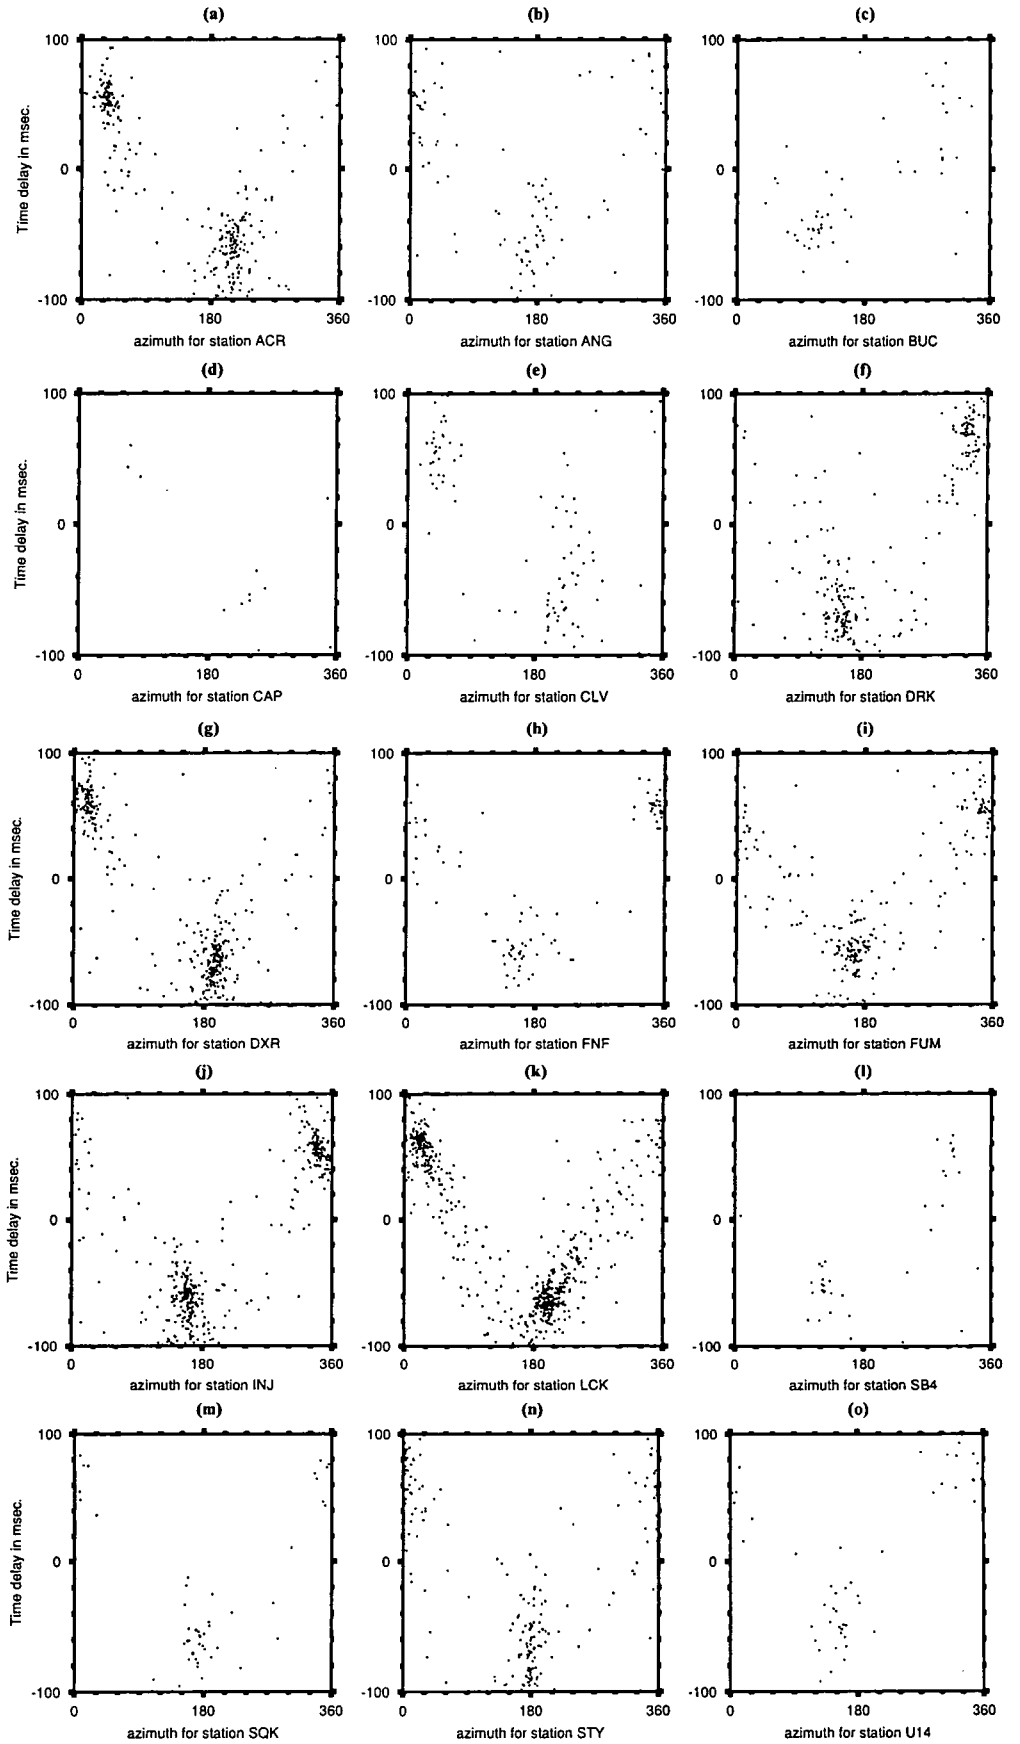 (a) (b) (c)
100 100 100
Time delay in msec.
0 0 0
-100 -100 -100
0 180 360 0 180 360 0 180 360
azimuth for station ACR azimuth for station ANG azimuth for station BUC
(d) (e) (f)
100 100 100
Time delay in msec.
0 0 0
-100 -100 -100
0 180 360 0 180 360 0 180 360
azimuth for station CAP azimuth for station CLV azimuth for station DRK
(g) (h) (i)
100 100 100
Time delay in msec.
0 0 0
-100 -100 -100
0 180 360 0 180 360 0 180 360
azimuth for station DXR azimuth for station FNF azimuth for station FUM
(j) (k) (l)
100 100 100
Time delay in msec.
0 0 0
-100 -100 -100
0 180 360 0 180 360 0 180 360
azimuth for station INJ azimuth for station LCK azimuth for station SB4
(m) (n) (o)
100 100 100
Time delay in msec.
0 0 0
-100 -100 -100
0 180 360 0 180 360 0 180 360
azimuth for station SQK azimuth for station STY azimuth for station U14